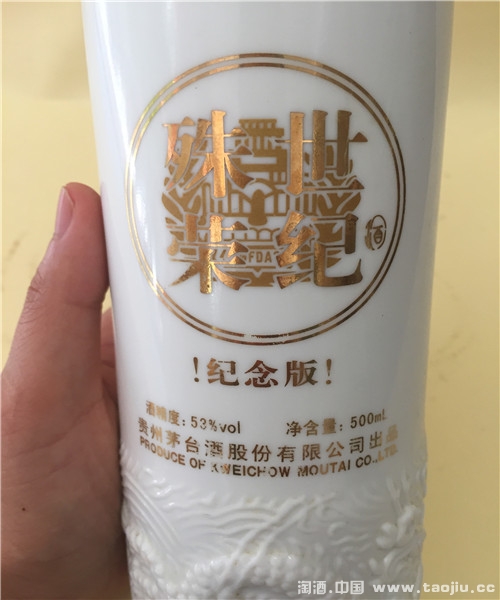 世纪
殊荣
酒
FDA
!纪念版!
酒精度: 53%vol 净含量: 500mL
贵州茅台酒股份有限公司出品
PRODUCE OF KWEICHOW MOUTAI CO.,LTD.
淘酒.中国 www.taojiu.cc